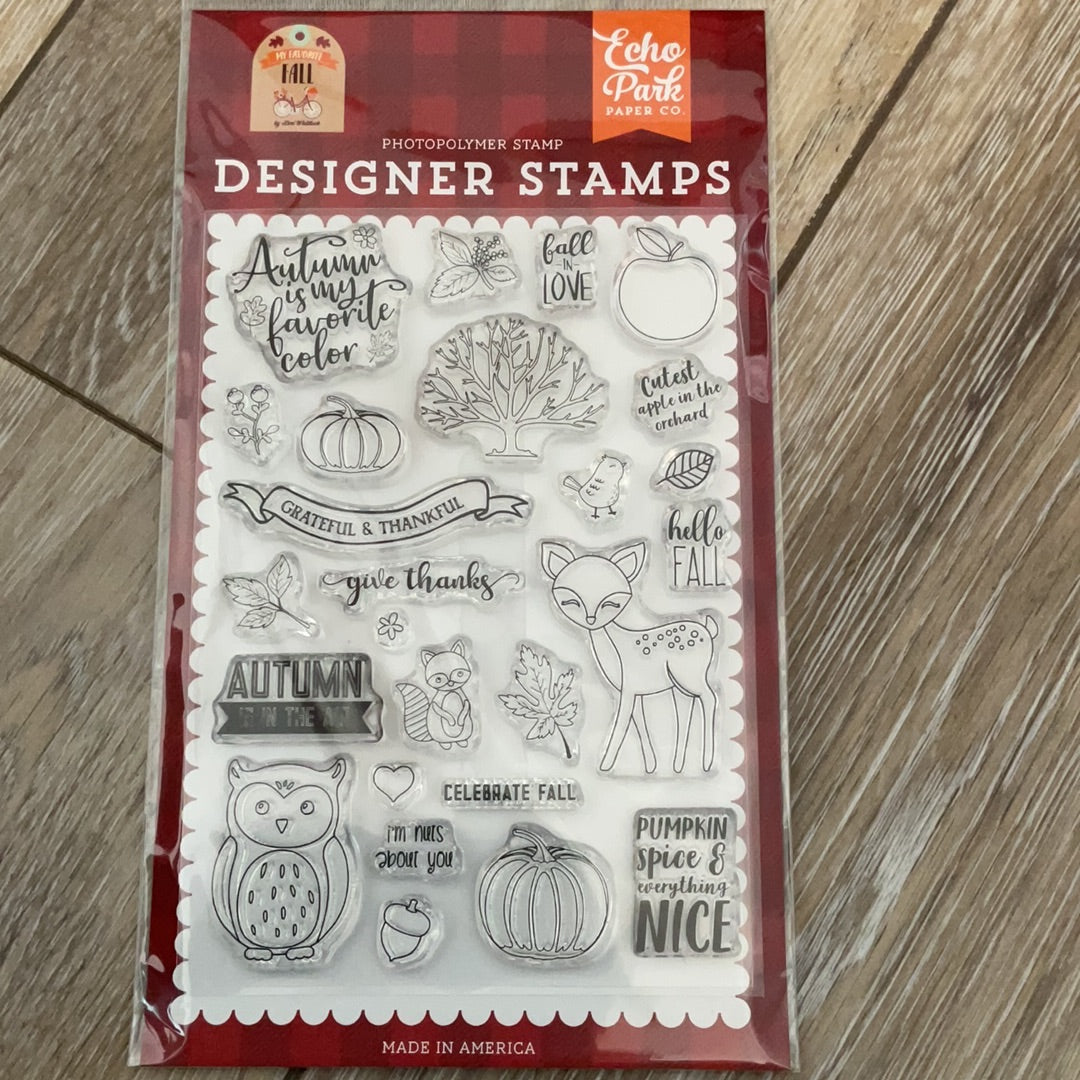 MY FAVORITE
FALL
Echo
Park
PAPER CO.
PHOTOPOLYMER STAMP
DESIGNER STAMPS
Autumn
is my
favorite
color
fall
-IN-
LOVE
Cutest
apple in the
orchard
GRATEFUL & THANKFUL
hello
FALL
give thanks
AUTUMN
IS IN THE AIR
CELEBRATE FALL
i'm nuts
about you
PUMPKIN
spice &
everything
NICE
MADE IN AMERICA